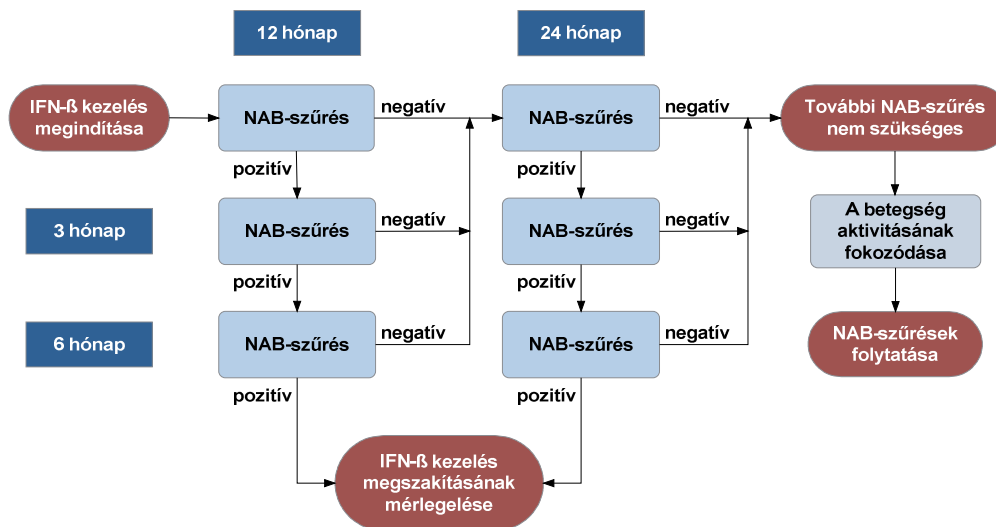 12 hónap
24 hónap
IFN-ß kezelés
megindítása
NAB-szűrés
negatív
NAB-szűrés
negatív
További NAB-szűrés
nem szükséges
pozitív
pozitív
3 hónap
NAB-szűrés
negatív
NAB-szűrés
negatív
A betegség
aktivitásának
fokozódása
pozitív
pozitív
6 hónap
NAB-szűrés
negatív
NAB-szűrés
negatív
NAB-szűrések
folytatása
pozitív
pozitív
IFN-ß kezelés
megszakításának
mérlegelése